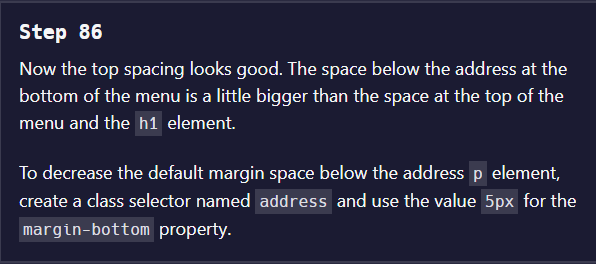 Step 86
Now the top spacing looks good. The space below the address at the
bottom of the menu is a little bigger than the space at the top of the
menu and the h1 element.
To decrease the default margin space below the address p element,
create a class selector named address and use the value 5px for the
margin-bottom property.